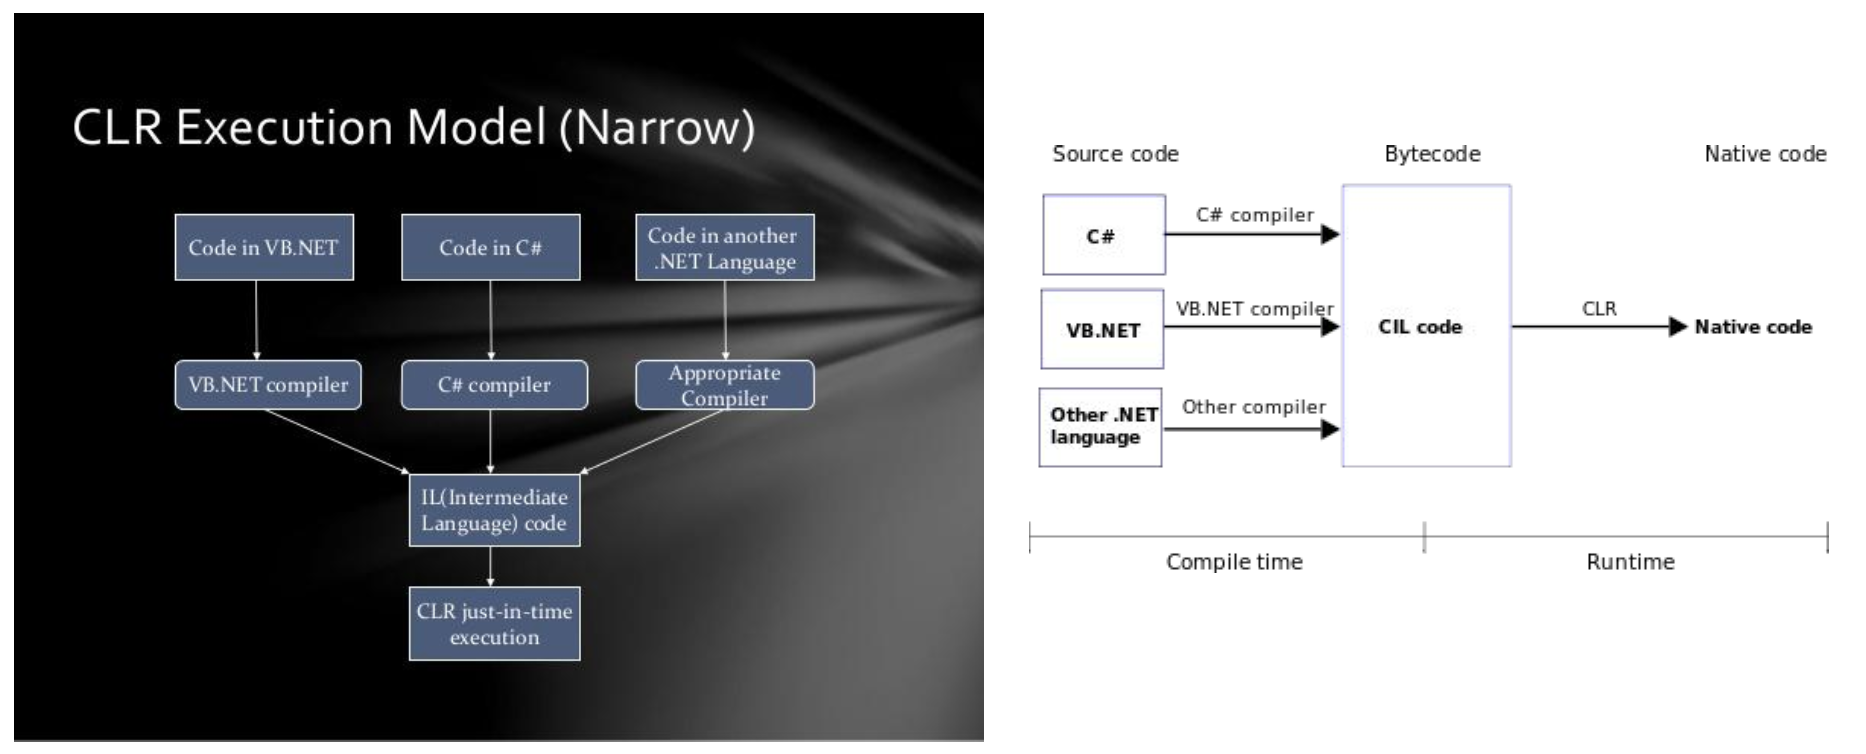 CLR Execution Model (Narrow)
Code in VB.NET
Code in C#
Code in another
.NET Language
VB.NET compiler
C# compiler
Appropriate
Compiler
IL(Intermediate
Language) code
CLR just-in-time
execution
Source code
Bytecode
Native code
C#
C# compiler
VB.NET
VB.NET compiler
Other .NET
language
Other compiler
CIL code
CLR
Native code
Compile time
Runtime